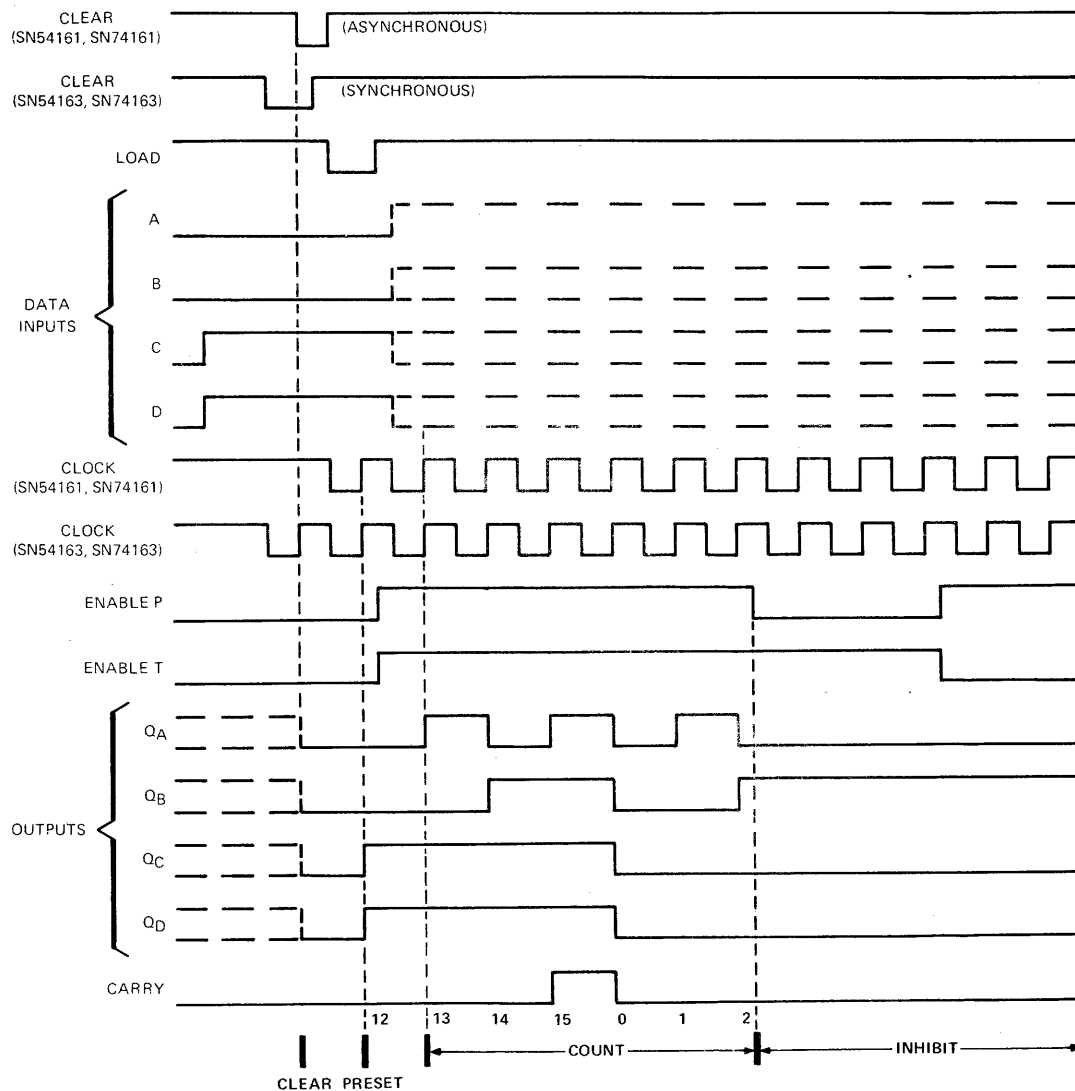 CLEAR
(SN54161, SN74161)
(ASYNCHRONOUS)
CLEAR
(SN54163, SN74163)
(SYNCHRONOUS)
LOAD
A
B
DATA
INPUTS
C
D
CLOCK
(SN54161, SN74161)
CLOCK
(SN54163, SN74163)
ENABLE P
ENABLE T
QA
QB
OUTPUTS
QC
QD
CARRY
12 13 14 15 0 1 2
COUNT
INHIBIT
CLEAR PRESET